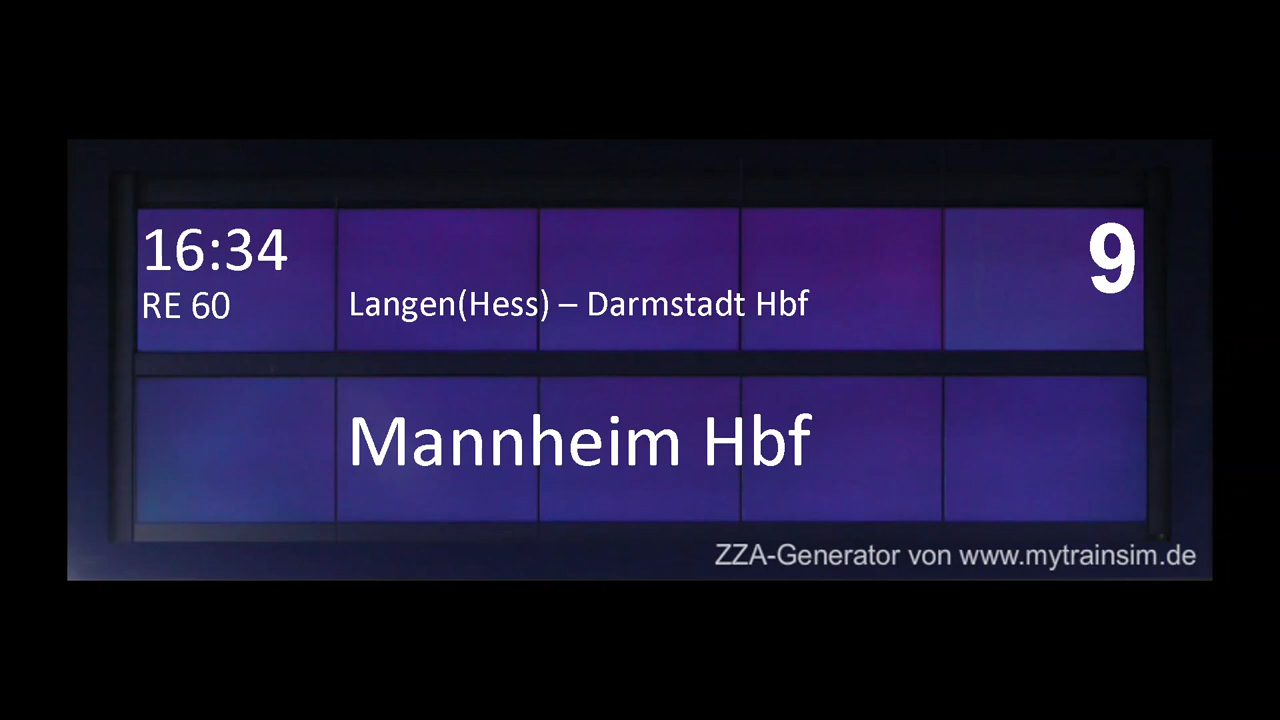 16:34
9
RE 60
Langen(Hess) – Darmstadt Hbf
Mannheim Hbf
ZZA-Generator von www.mytrainsim.de